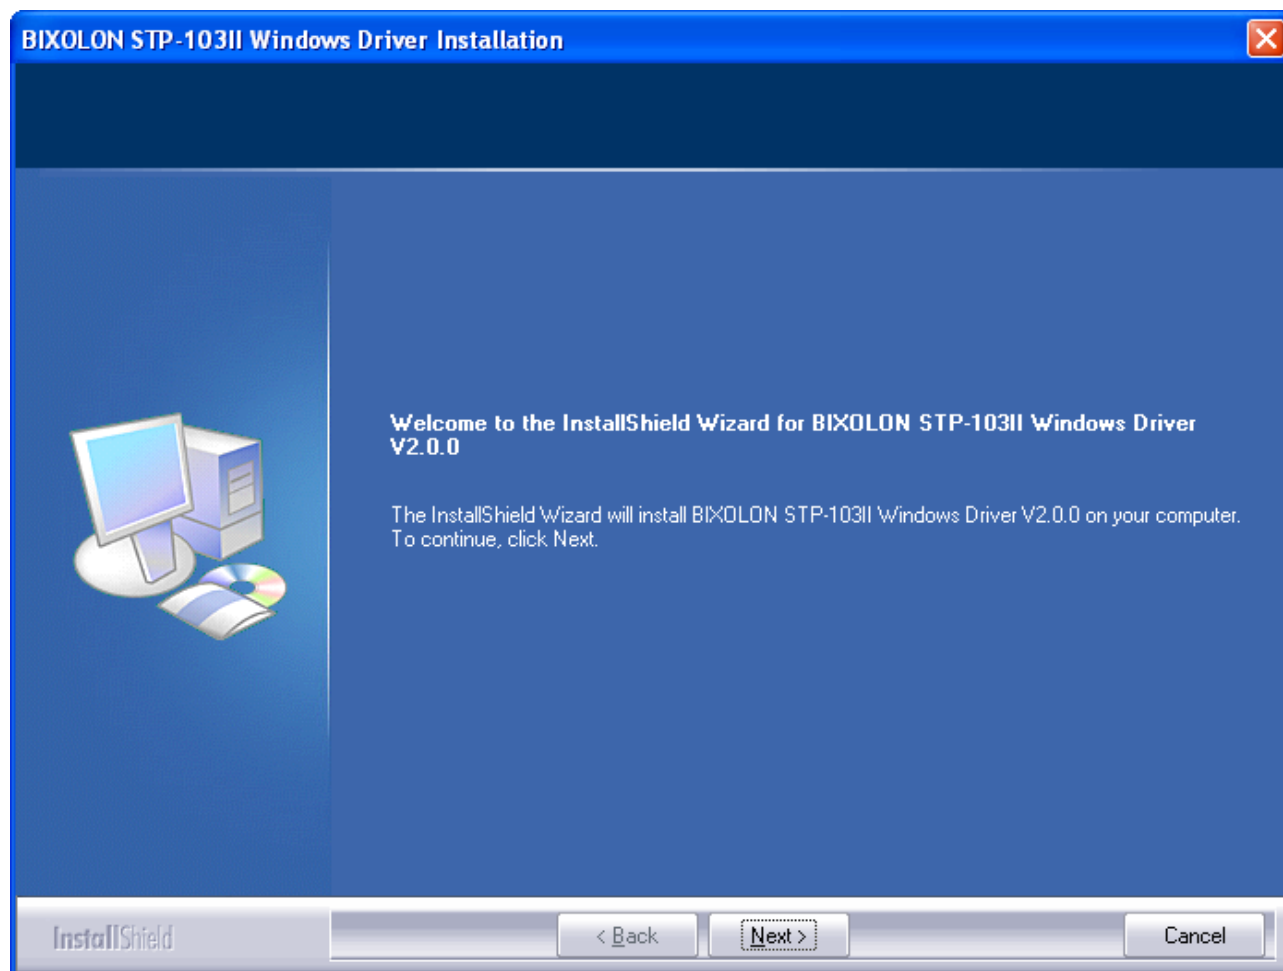 BIXOLON STP-103II Windows Driver Installation
Welcome to the InstallShield Wizard for BIXOLON STP-103II Windows Driver
V2.0.0
The InstallShield Wizard will install BIXOLON STP-103II Windows Driver V2.0.0 on your computer.
To continue, click Next.
InstallShield
< Back
Next >
Cancel